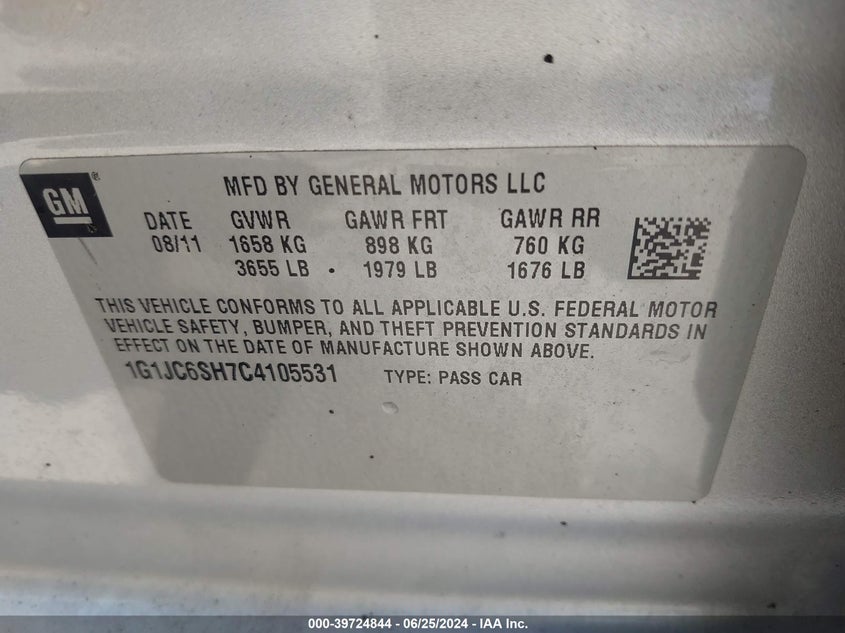 GM®
MFD BY GENERAL MOTORS LLC
DATE GVWR GAWR FRT GAWR RR
08/11 1658 KG 898 KG 760 KG
3655 LB 1979 LB 1676 LB
THIS VEHICLE CONFORMS TO ALL APPLICABLE U.S. FEDERAL MOTOR
VEHICLE SAFETY, BUMPER, AND THEFT PREVENTION STANDARDS IN
EFFECT ON THE DATE OF MANUFACTURE SHOWN ABOVE.
1G1JC6SH7C4105531 TYPE: PASS CAR
000-39724844 - 06/25/2024 - IAA Inc.